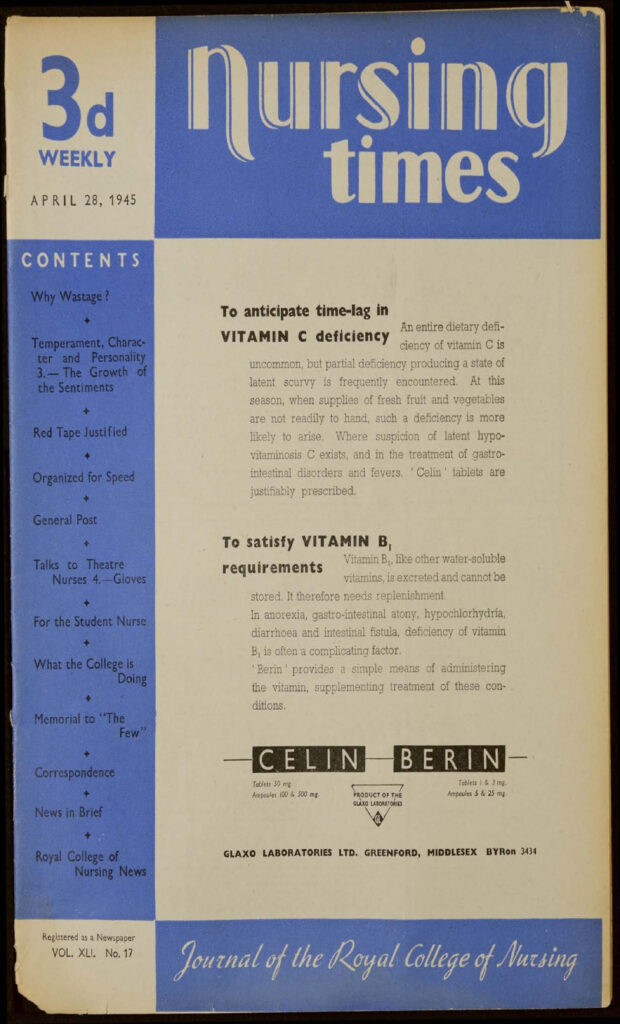 3d
WEEKLY
APRIL 28, 1945
nursing
times
CONTENTS
Why Wastage?
Temperament, Charac-
ter and Personality
3.— The Growth of
the Sentiments
Red Tape Justified
Organized for Speed
General Post
Talks to Theatre
Nurses 4.—Gloves
For the Student Nurse
What the College is
Doing
Memorial to "The
Few"
Correspondence
News in Brief
Royal College of
Nursing News
Registered as a Newspaper
VOL. XLI. No. 17
To anticipate time-lag in
VITAMIN C deficiency
An entire dietary defi-
ciency of vitamin C is
uncommon, but partial deficiency producing a state of
latent scurvy is frequently encountered. At this
season, when supplies of fresh fruit and vegetables
are not readily to hand, such a deficiency is more
likely to arise. Where suspicion of latent hypo-
vitaminosis C exists, and in the treatment of gastro-
intestinal disorders and fevers. 'Celin' tablets are
justifiably prescribed.
To satisfy VITAMIN B₁
requirements
Vitamin B₁, like other water-soluble
vitamins, is excreted and cannot be
stored. It therefore needs replenishment.
In anorexia, gastro-intestinal atony, hypochlorhydria,
diarrhoea and intestinal fistula, deficiency of vitamin
B₁ is often a complicating factor.
'Berin' provides a simple means of administering
the vitamin, supplementing treatment of these con-
ditions.
CELIN BERIN
Tablets 50 mg.
Ampoules 100 & 500 mg.
PRODUCT OF THE
GLAXO LABORATORIES
Tablets 1 & 3 mg.
Ampoules 5 & 25 mg.
GLAXO LABORATORIES LTD. GREENFORD, MIDDLESEX BYRon 3434
Journal of the Royal College of Nursing